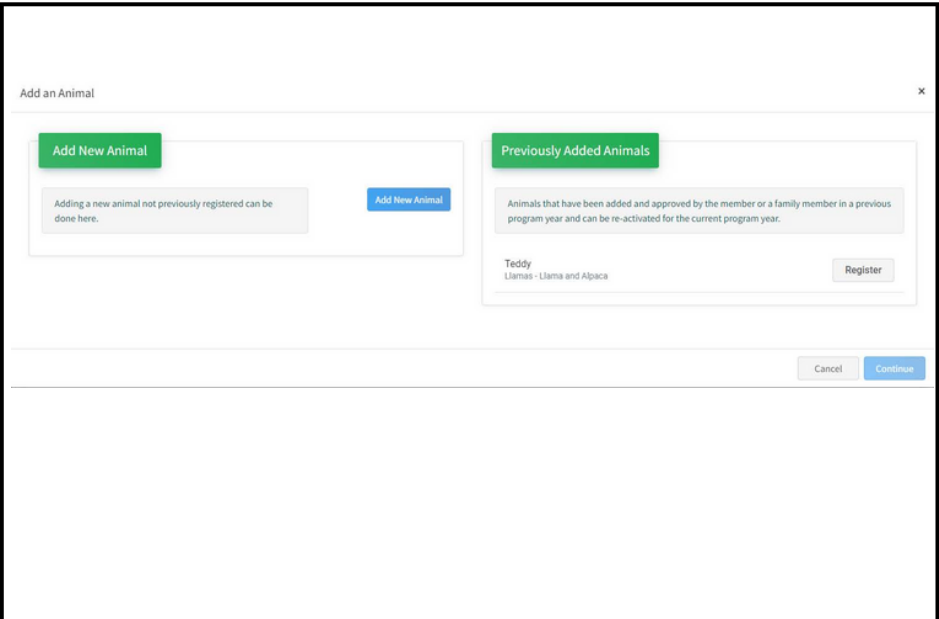 Add an Animal
×
Add New Animal
Adding a new animal not previously registered can be
done here.
Add New Animal
Previously Added Animals
Animals that have been added and approved by the member or a family member in a previous
program year and can be re-activated for the current program year.
Teddy
Llamas - Llama and Alpaca
Register
Cancel
Continue